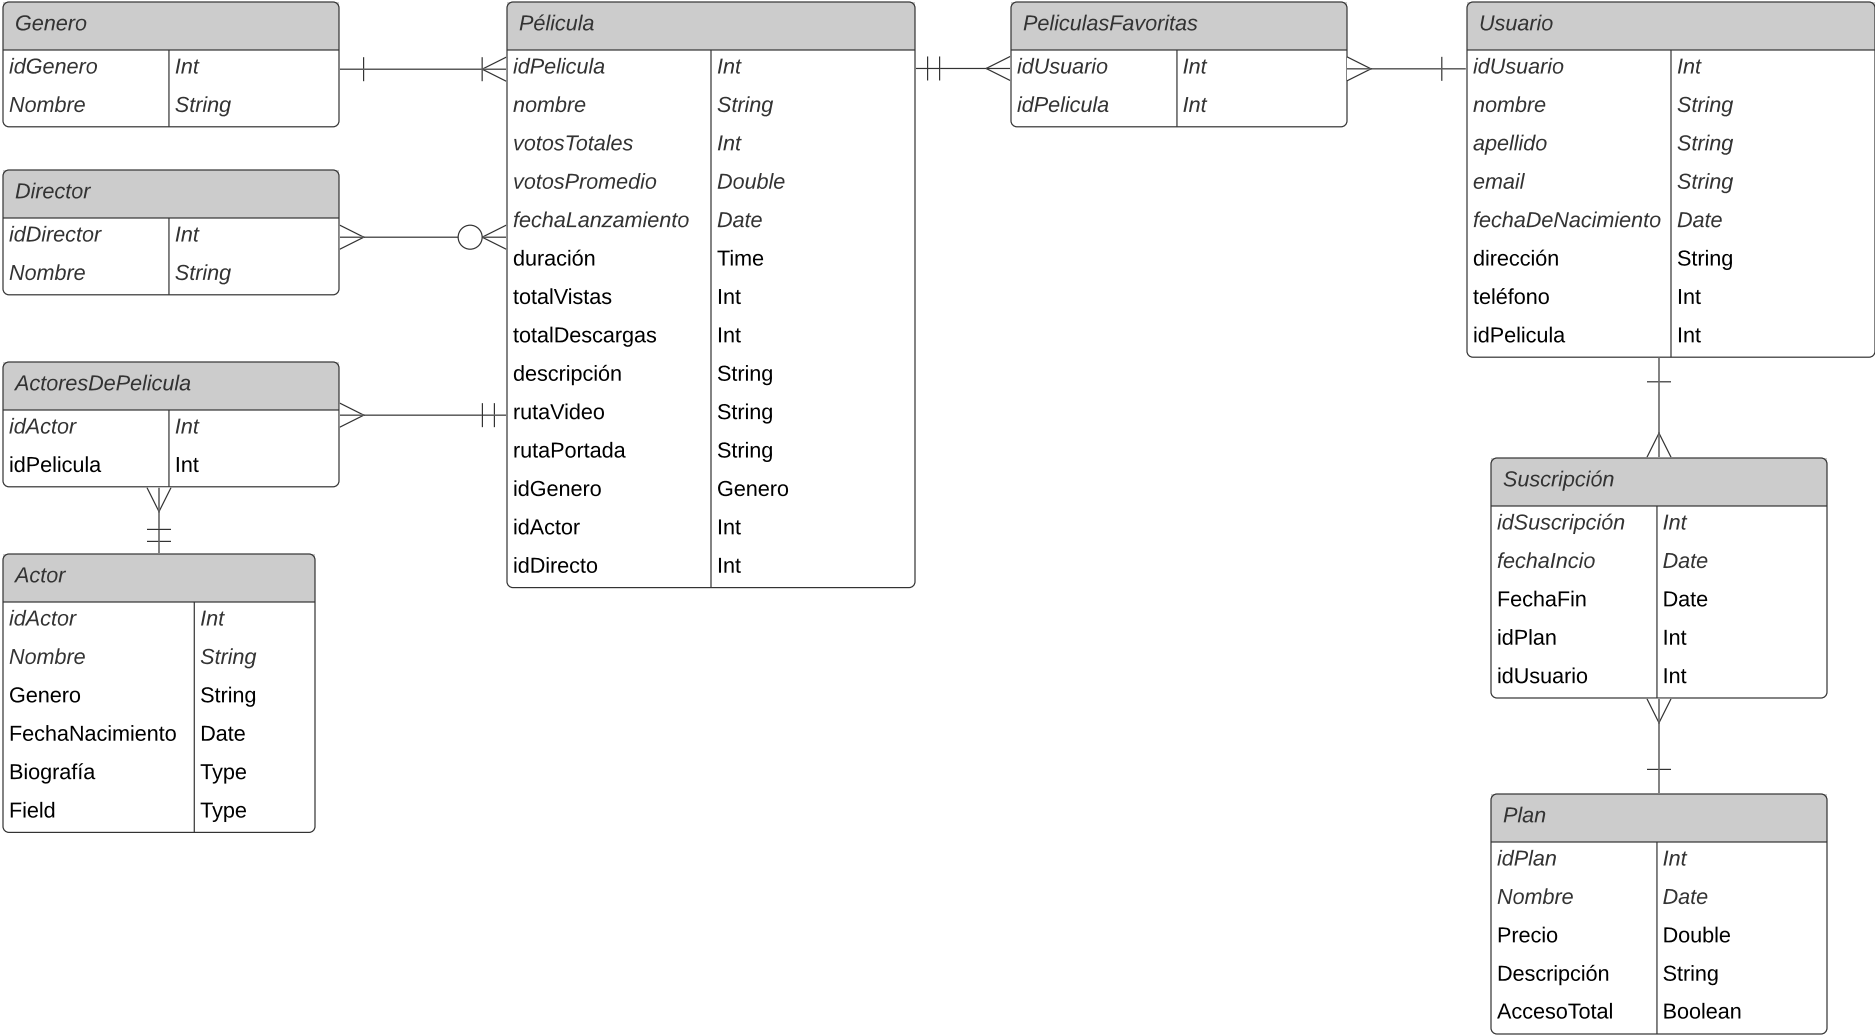 Genero
idGenero Int
Nombre String
Director
idDirector Int
Nombre String
ActoresDePelicula
idActor Int
idPelicula Int
Actor
idActor Int
Nombre String
Genero String
FechaNacimiento Date
Biografía Type
Field Type
Pélicula
idPelicula Int
nombre String
votosTotales Int
votosPromedio Double
fechaLanzamiento Date
duración Time
totalVistas Int
totalDescargas Int
descripción String
rutaVideo String
rutaPortada String
idGenero Genero
idActor Int
idDirecto Int
PeliculasFavoritas
idUsuario Int
idPelicula Int
Usuario
idUsuario Int
nombre String
apellido String
email String
fechaDeNacimiento Date
dirección String
teléfono Int
idPelicula Int
Suscripción
idSuscripción Int
fechaIncio Date
FechaFin Date
idPlan Int
idUsuario Int
Plan
idPlan Int
Nombre Date
Precio Double
Descripción String
AccesoTotal Boolean